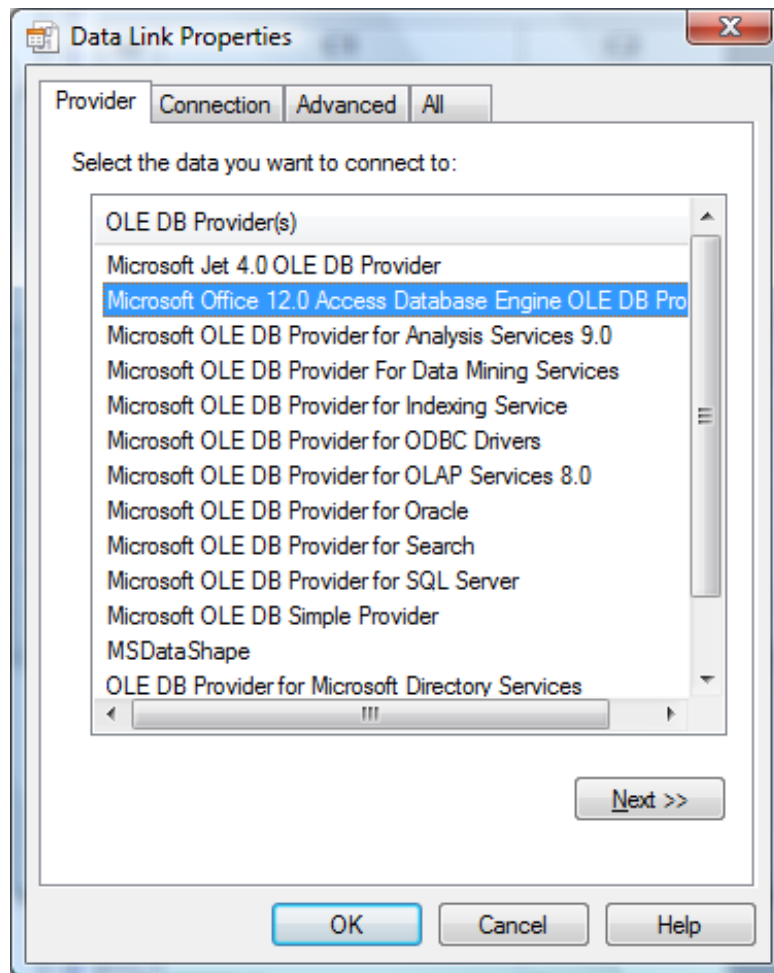 Data Link Properties
Provider Connection Advanced All
Select the data you want to connect to:
OLE DB Provider(s)
Microsoft Jet 4.0 OLE DB Provider
Microsoft Office 12.0 Access Database Engine OLE DB Pro
Microsoft OLE DB Provider for Analysis Services 9.0
Microsoft OLE DB Provider For Data Mining Services
Microsoft OLE DB Provider for Indexing Service
Microsoft OLE DB Provider for ODBC Drivers
Microsoft OLE DB Provider for OLAP Services 8.0
Microsoft OLE DB Provider for Oracle
Microsoft OLE DB Provider for Search
Microsoft OLE DB Provider for SQL Server
Microsoft OLE DB Simple Provider
MSDataShape
OLE DB Provider for Microsoft Directory Services
Next >>
OK Cancel Help